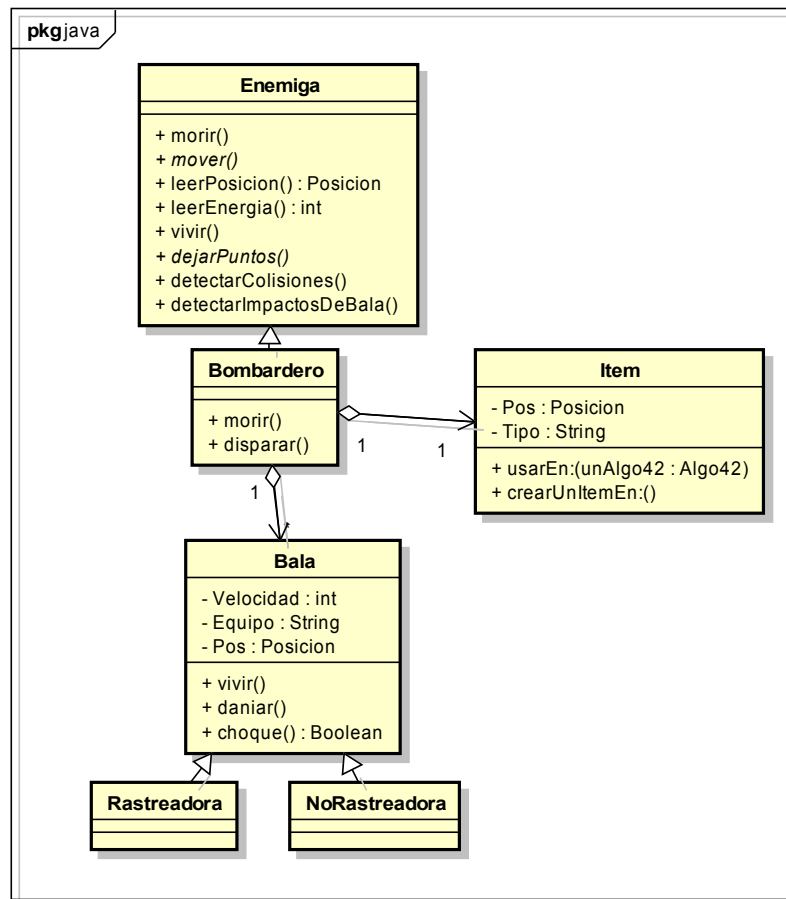 pkg java
Enemiga
+ morir()
+ mover()
+ leerPosicion() : Posicion
+ leerEnergia() : int
+ vivir()
+ dejarPuntos()
+ detectarColisiones()
+ detectarImpactosDeBala()
Bombardero
+ morir()
+ disparar()
Item
- Pos : Posicion
- Tipo : String
+ usarEn:(unAlgo42 : Algo42)
+ crearUnItemEn:()
1
1
1
*
Bala
- Velocidad : int
- Equipo : String
- Pos : Posicion
+ vivir()
+ daniar()
+ choque() : Boolean
Rastreadora
NoRastreadora